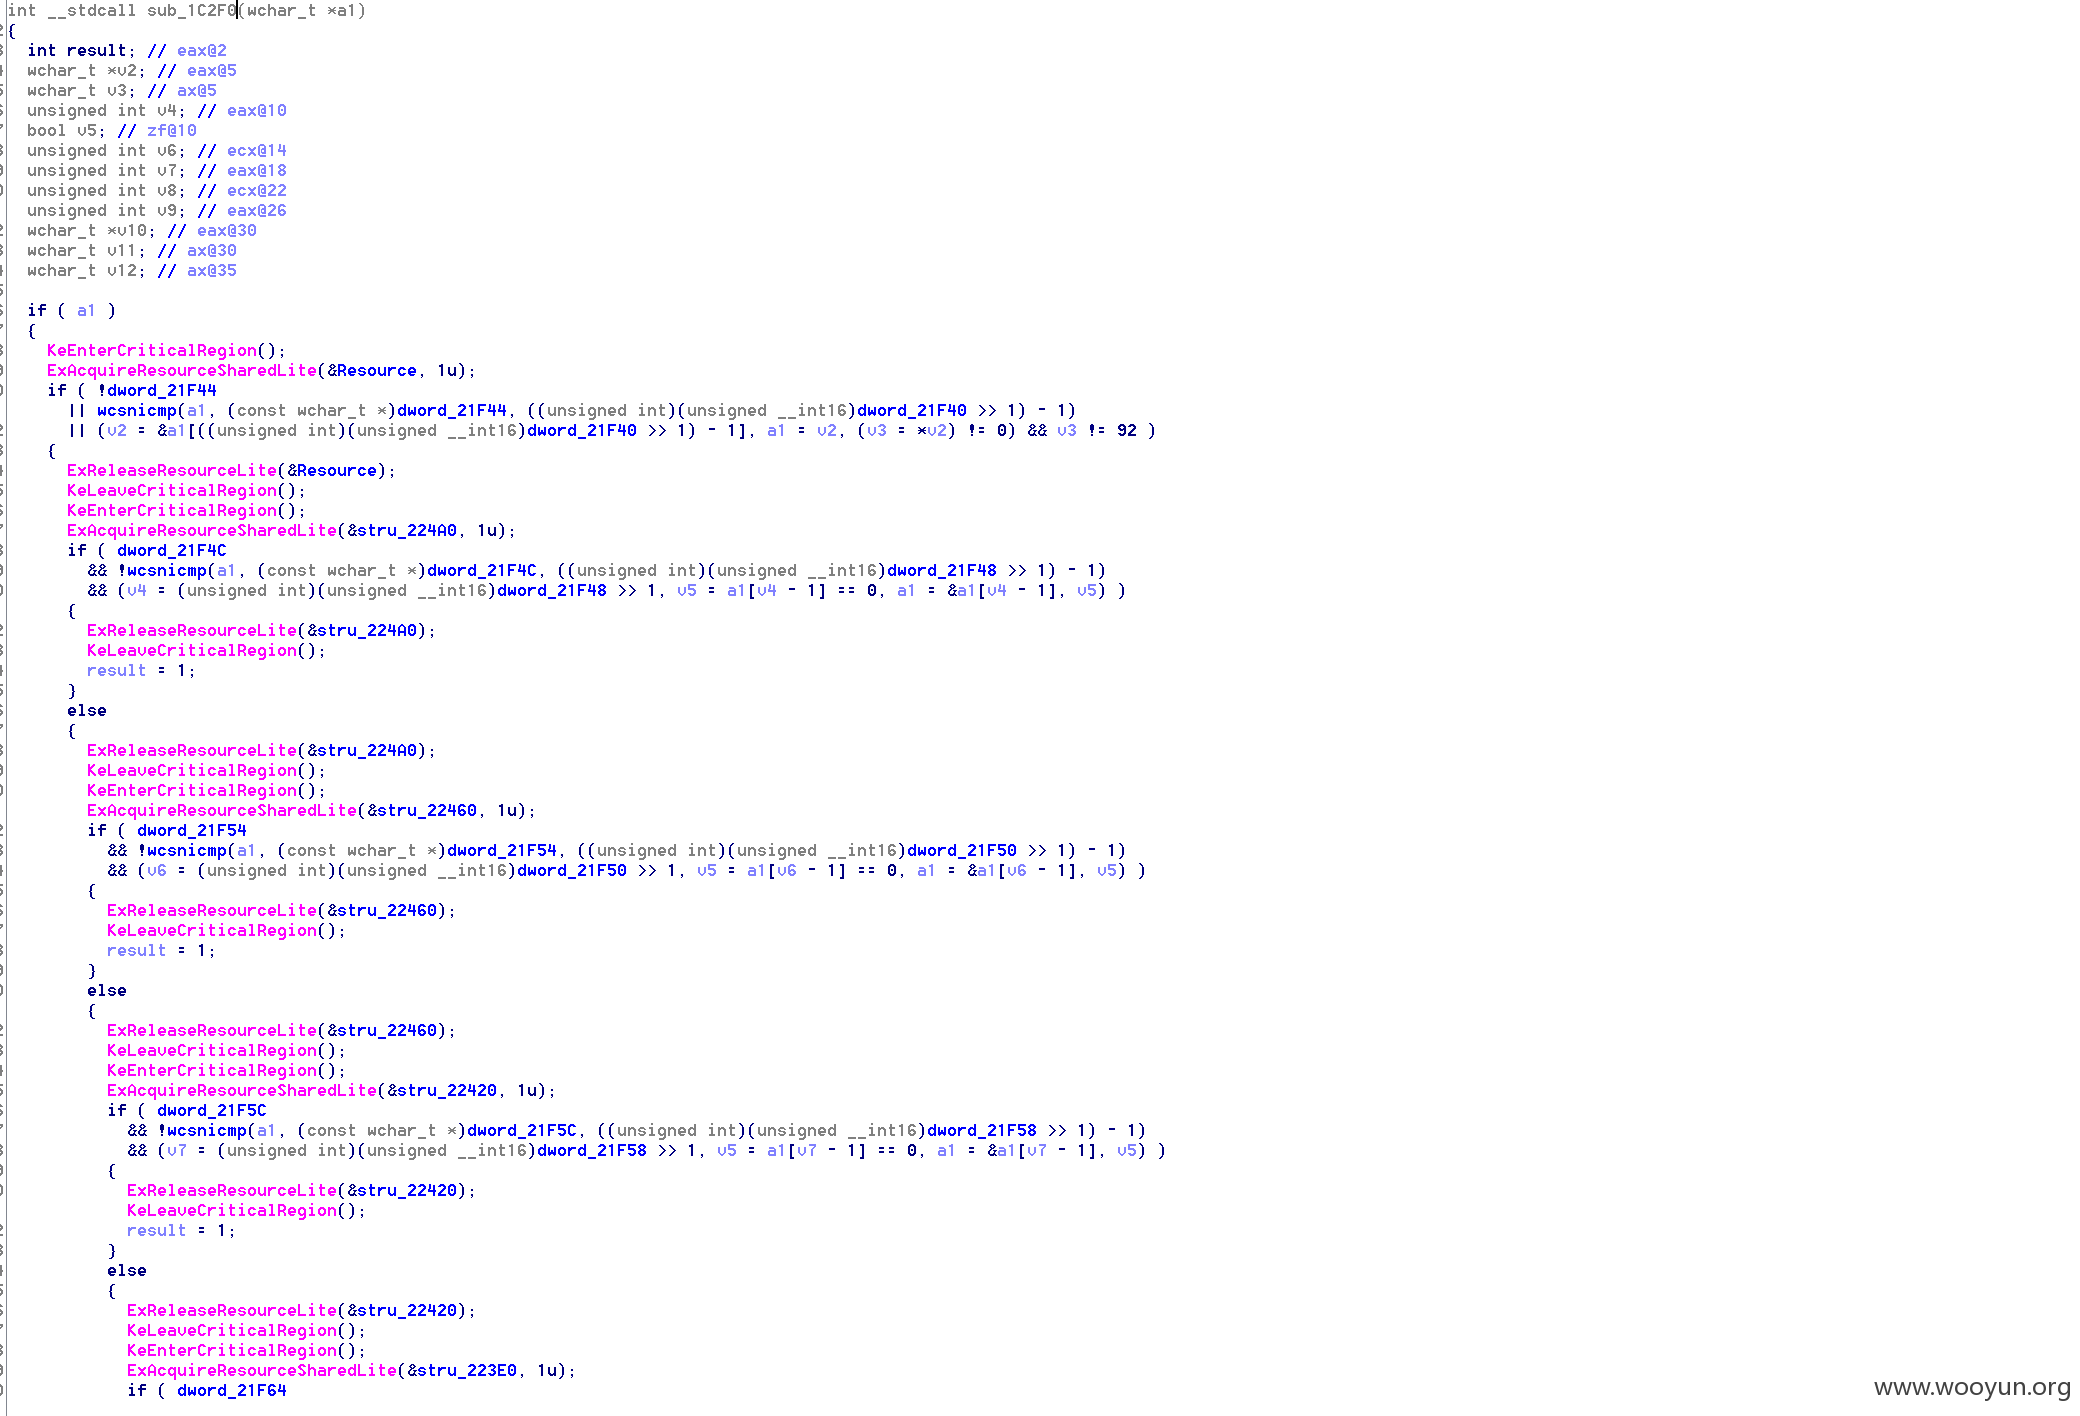 int __stdcall sub_1C2F0(wchar_t *a1)
{
  int result; // eax@2
  wchar_t *v2; // eax@5
  wchar_t v3; // ax@5
  unsigned int v4; // eax@10
  bool v5; // zf@10
  unsigned int v6; // ecx@14
  unsigned int v7; // eax@18
  unsigned int v8; // ecx@22
  unsigned int v9; // eax@26
  wchar_t *v10; // eax@30
  wchar_t v11; // ax@30
  wchar_t v12; // ax@35
  if ( a1 )
  {
    KeEnterCriticalRegion();
    ExAcquireResourceSharedLite(&Resource, 1u);
    if ( !dword_21F44
      || wcsnicmp(a1, (const wchar_t *)dword_21F44, ((unsigned int)(unsigned __int16)dword_21F40 >> 1) - 1)
      || (v2 = &a1[((unsigned int)(unsigned __int16)dword_21F40 >> 1) - 1], a1 = v2, (v3 = *v2) != 0) && v3 != 92 )
    {
      ExReleaseResourceLite(&Resource);
      KeLeaveCriticalRegion();
      KeEnterCriticalRegion();
      ExAcquireResourceSharedLite(&stru_224A0, 1u);
      if ( dword_21F4C
        && !wcsnicmp(a1, (const wchar_t *)dword_21F4C, ((unsigned int)(unsigned __int16)dword_21F48 >> 1) - 1)
        && (v4 = (unsigned int)(unsigned __int16)dword_21F48 >> 1, v5 = a1[v4 - 1] == 0, a1 = &a1[v4 - 1], v5) )
      {
        ExReleaseResourceLite(&stru_224A0);
        KeLeaveCriticalRegion();
        result = 1;
      }
      else
      {
        ExReleaseResourceLite(&stru_224A0);
        KeLeaveCriticalRegion();
        KeEnterCriticalRegion();
        ExAcquireResourceSharedLite(&stru_22460, 1u);
        if ( dword_21F54
          && !wcsnicmp(a1, (const wchar_t *)dword_21F54, ((unsigned int)(unsigned __int16)dword_21F50 >> 1) - 1)
          && (v6 = (unsigned int)(unsigned __int16)dword_21F50 >> 1, v5 = a1[v6 - 1] == 0, a1 = &a1[v6 - 1], v5) )
        {
          ExReleaseResourceLite(&stru_22460);
          KeLeaveCriticalRegion();
          result = 1;
        }
        else
        {
          ExReleaseResourceLite(&stru_22460);
          KeLeaveCriticalRegion();
          KeEnterCriticalRegion();
          ExAcquireResourceSharedLite(&stru_22420, 1u);
          if ( dword_21F5C
            && !wcsnicmp(a1, (const wchar_t *)dword_21F5C, ((unsigned int)(unsigned __int16)dword_21F58 >> 1) - 1)
            && (v7 = (unsigned int)(unsigned __int16)dword_21F58 >> 1, v5 = a1[v7 - 1] == 0, a1 = &a1[v7 - 1], v5) )
          {
            ExReleaseResourceLite(&stru_22420);
            KeLeaveCriticalRegion();
            result = 1;
          }
          else
          {
            ExReleaseResourceLite(&stru_22420);
            KeLeaveCriticalRegion();
            KeEnterCriticalRegion();
            ExAcquireResourceSharedLite(&stru_223E0, 1u);
            if ( dword_21F64
www.wooyun.org